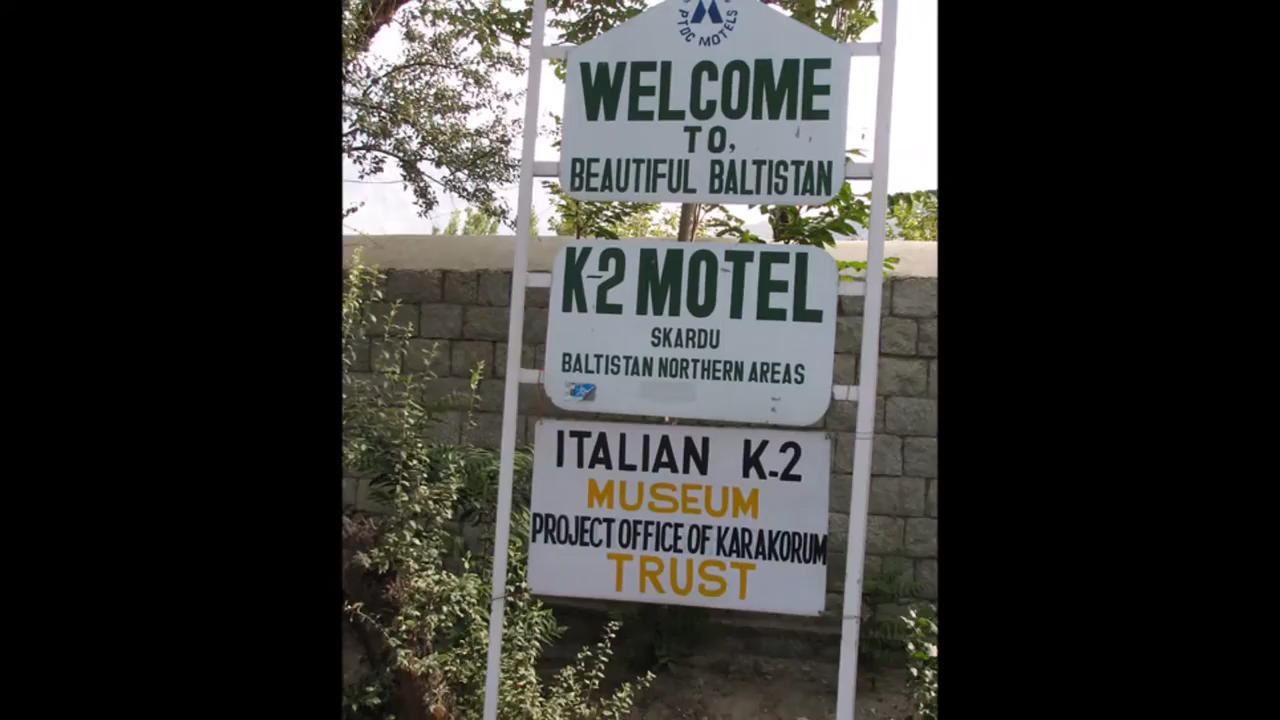 PTDC MOTELS
WELCOME
TO,
BEAUTIFUL BALTISTAN
K-2 MOTEL
SKARDU
BALTISTAN NORTHERN AREAS
ITALIAN K-2
MUSEUM
PROJECT OFFICE OF KARAKORUM
TRUST